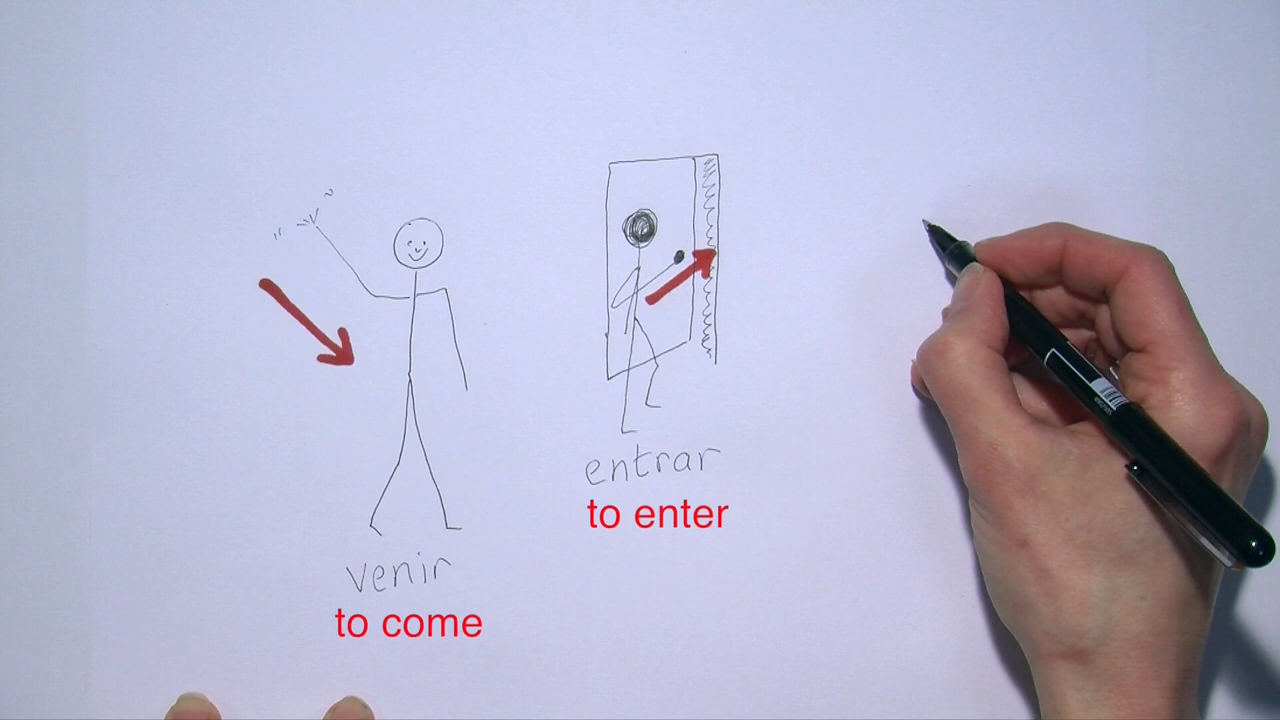 venir
to come
entrar
to enter